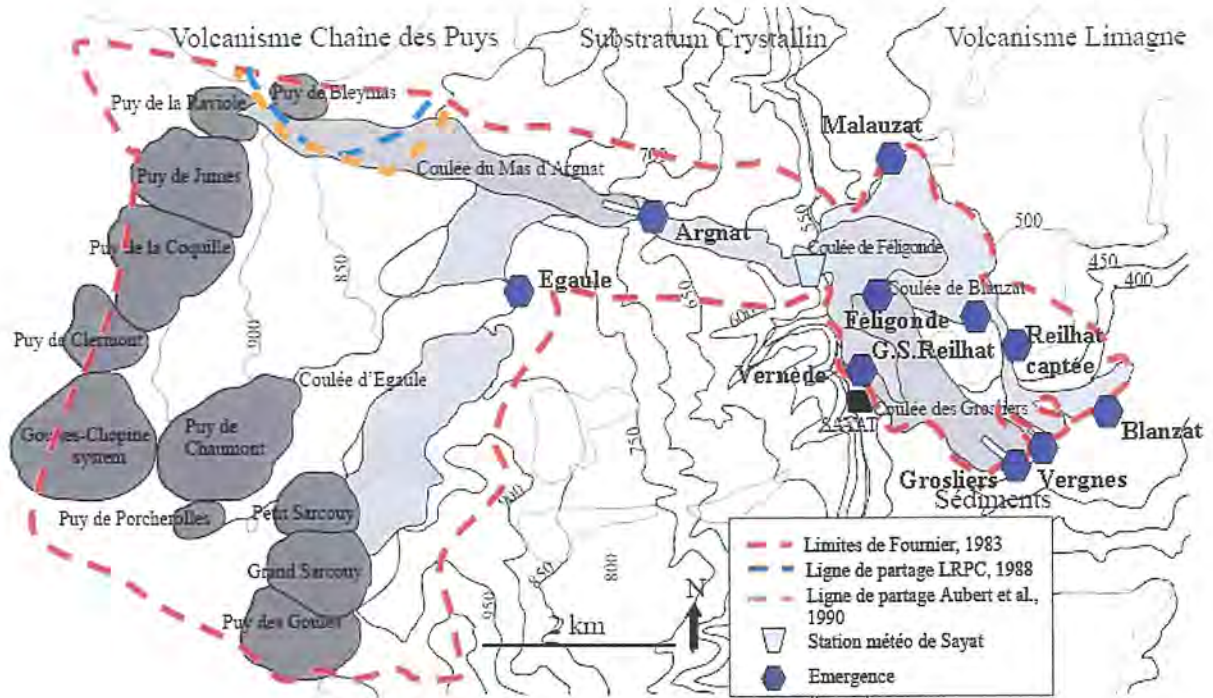 Volcanisme Chaîne des Puys
Substratum Crystallin
Volcanisme Limagne
Puy de Bleymas
Puy de la Raviole
Malauzat
700
Puy de Jumes
Coulée du Mas d'Argnat
550
500
Argnat
Coulée de Féligonde
Puy de la Coquille
850
450
400
Egaule
650
Coulée de Blanzat
600
Féligonde
Reilhat
captée
Puy de Clermont
900
G.S.Reilhat
Coulée d'Egaule
Vernède
Puy de
Chaumont
Coulée des Grosliers
SAYAT
Gouttes-Chopine
system
750
Blanzat
Grosliers
Vergnes
Sédiments
Puy de Porcherolles
Petit Sarcouy
Grand Sarcouy
850
800
Puy des Goules
950
N
2 km
Limites de Fournier, 1983
Ligne de partage LRPC, 1988
Ligne de partage Aubert et al.,
1990
Station météo de Sayat
Emergence